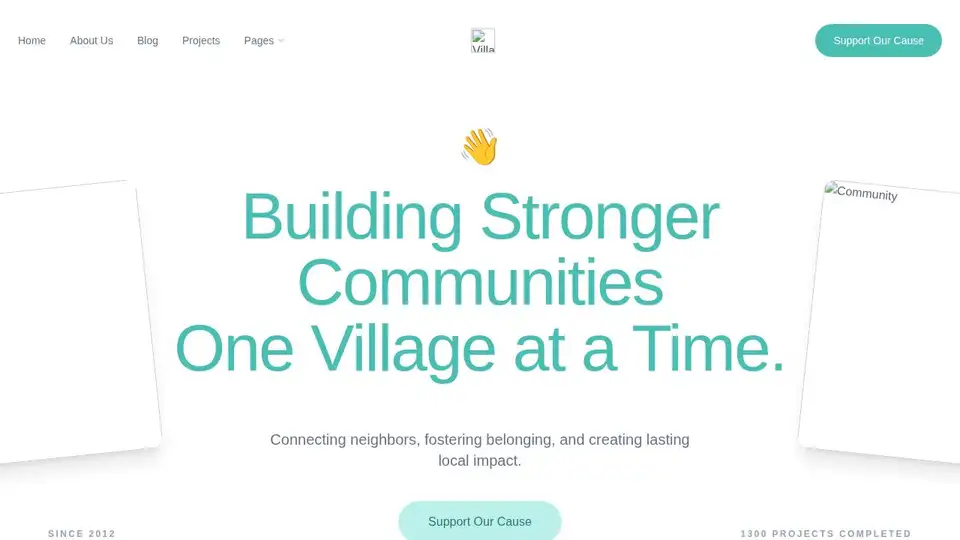 Home
About Us
Blog
Projects
Pages
Villa
Support Our Cause
Community
Building Stronger
Communities
One Village at a Time.
Connecting neighbors, fostering belonging, and creating lasting
local impact.
Support Our Cause
SINCE 2012
1300 PROJECTS COMPLETED